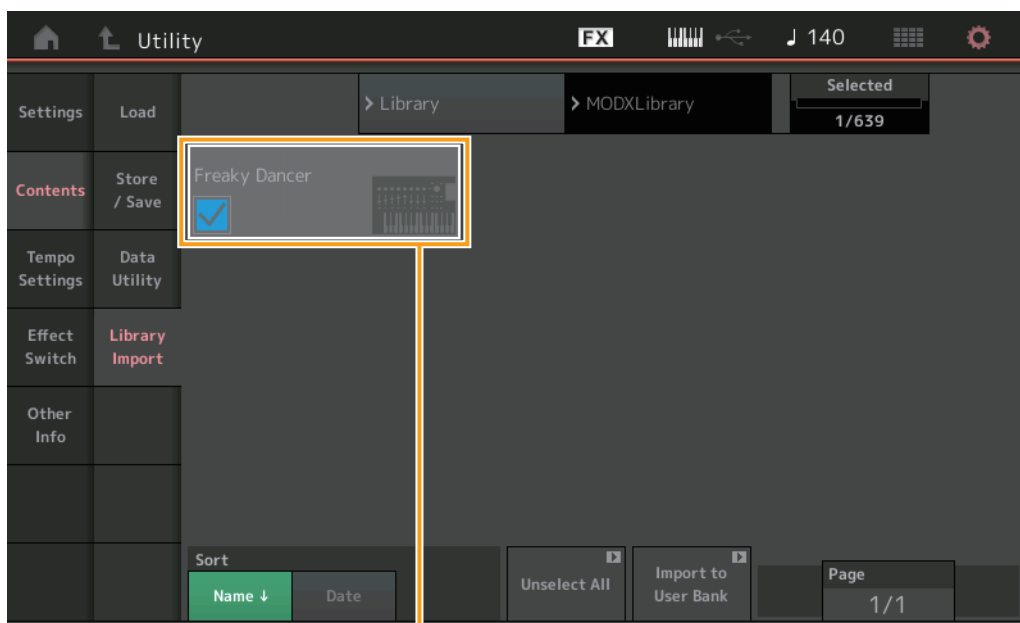 Utility
FX
♩ 140
Settings
Load
> Library
> MODXLibrary
Selected
1/639
Contents
Store
/ Save
Freaky Dancer
Tempo
Settings
Data
Utility
Effect
Switch
Library
Import
Other
Info
Sort
Name ↓
Date
Unselect All
Import to
User Bank
Page
1/1